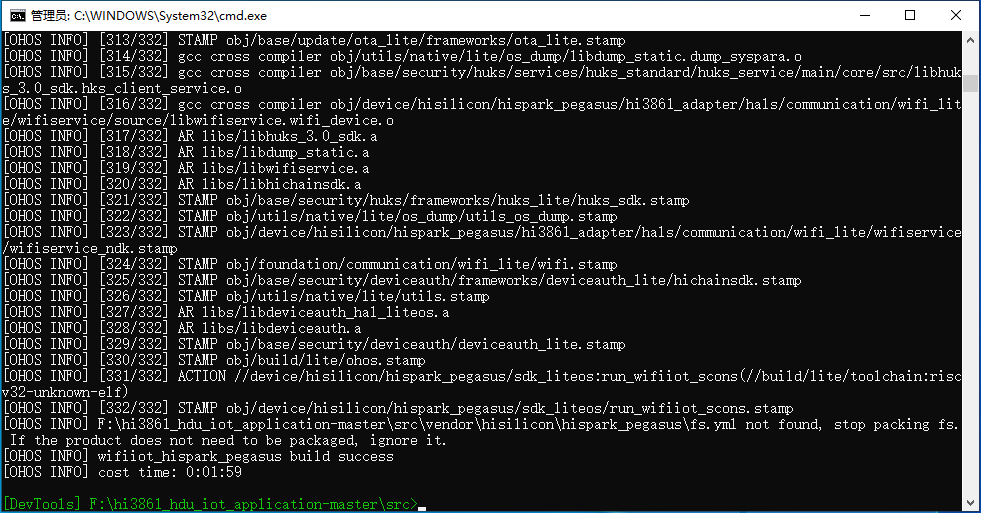 管理员: C:\WINDOWS\System32\cmd.exe
[OHOS INFO] [313/332] STAMP obj/base/update/ota_lite/frameworks/ota_lite.stamp
[OHOS INFO] [314/332] gcc cross compiler obj/utils/native/lite/os_dump/libdump_static.dump_syspara.o
[OHOS INFO] [315/332] gcc cross compiler obj/base/security/huks/services/huks_standard/huks_service/main/core/src/libhuk
s_3.0_sdk.hks_client_service.o
[OHOS INFO] [316/332] gcc cross compiler obj/device/hisilicon/hispark_pegasus/hi3861_adapter/hals/communication/wifi_lit
e/wifiservice/source/libwifiservice.wifi_device.o
[OHOS INFO] [317/332] AR libs/libhuks_3.0_sdk.a
[OHOS INFO] [318/332] AR libs/libdump_static.a
[OHOS INFO] [319/332] AR libs/libwifiservice.a
[OHOS INFO] [320/332] AR libs/libhichainsdk.a
[OHOS INFO] [321/332] STAMP obj/base/security/huks/frameworks/huks_lite/huks_sdk.stamp
[OHOS INFO] [322/332] STAMP obj/utils/native/lite/os_dump/utils_os_dump.stamp
[OHOS INFO] [323/332] STAMP obj/device/hisilicon/hispark_pegasus/hi3861_adapter/hals/communication/wifi_lite/wifiservice
/wifiservice_ndk.stamp
[OHOS INFO] [324/332] STAMP obj/foundation/communication/wifi_lite/wifi.stamp
[OHOS INFO] [325/332] STAMP obj/base/security/deviceauth/frameworks/deviceauth_lite/hichainsdk.stamp
[OHOS INFO] [326/332] STAMP obj/utils/native/lite/utils.stamp
[OHOS INFO] [327/332] AR libs/libdeviceauth_hal_liteos.a
[OHOS INFO] [328/332] AR libs/libdeviceauth.a
[OHOS INFO] [329/332] STAMP obj/base/security/deviceauth/deviceauth_lite.stamp
[OHOS INFO] [330/332] STAMP obj/build/lite/ohos.stamp
[OHOS INFO] [331/332] ACTION //device/hisilicon/hispark_pegasus/sdk_liteos:run_wifiiot_scons(//build/lite/toolchain:risc
v32-unknown-elf)
[OHOS INFO] [332/332] STAMP obj/device/hisilicon/hispark_pegasus/sdk_liteos/run_wifiiot_scons.stamp
[OHOS INFO] F:\hi3861_hdu_iot_application-master\src\vendor\hisilicon\hispark_pegasus\fs.yml not found, stop packing fs.
If the product does not need to be packaged, ignore it.
[OHOS INFO] wifiiot_hispark_pegasus build success
[OHOS INFO] cost time: 0:01:59
[DevTools] F:\hi3861_hdu_iot_application-master\src>